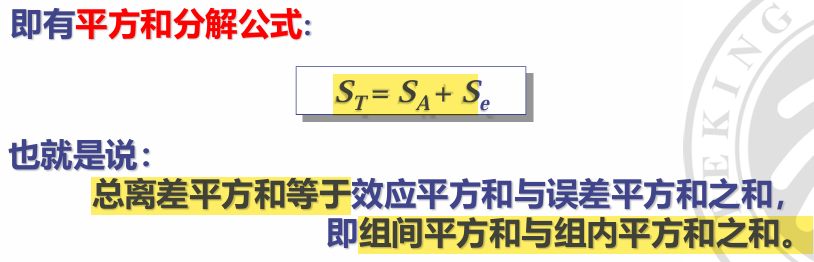 即有平方和分解公式:
S_T = S_A + S_e
也就是说：
总离差平方和等于效应平方和与误差平方和之和，
即组间平方和与组内平方和之和。
PEKING